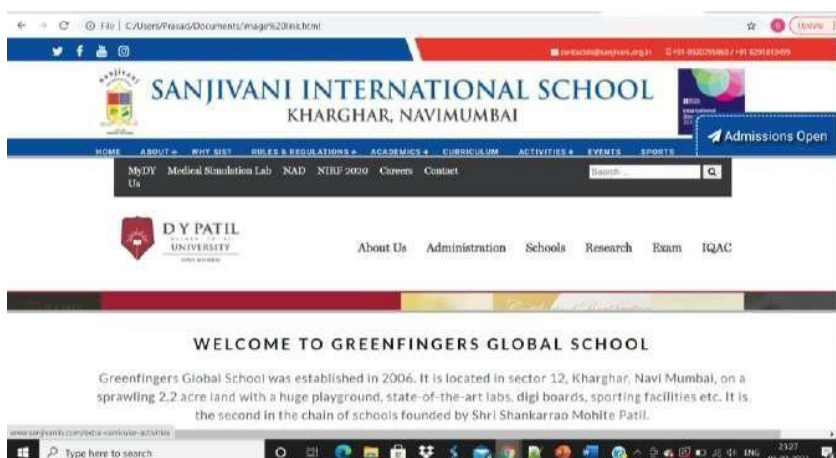 File | C:/Users/Prasad/Documents/image%20link.html
Update
SANJIVANI INTERNATIONAL SCHOOL
KHARGHAR, NAVIMUMBAI
Admissions Open
HOME ABOUT + WHY SIS? RULES & REGULATIONS + ACADEMICS + CURRICULUM ACTIVITIES + EVENTS SPORTS
MyDY Medical Simulation Lab NAD NIRF 2020 Careers Contact
Us
Search ...
D Y PATIL
UNIVERSITY
About Us Administration Schools Research Exam IQAC
WELCOME TO GREENFINGERS GLOBAL SCHOOL
Greenfingers Global School was established in 2006. It is located in sector 12, Kharghar, Navi Mumbai, on a
sprawling 2.2 acre land with a huge playground, state-of-the-art labs, digi boards, sporting facilities etc. It is
the second in the chain of schools founded by Shri Shankarrao Mohite Patil.
Type here to search
ENG
23:27